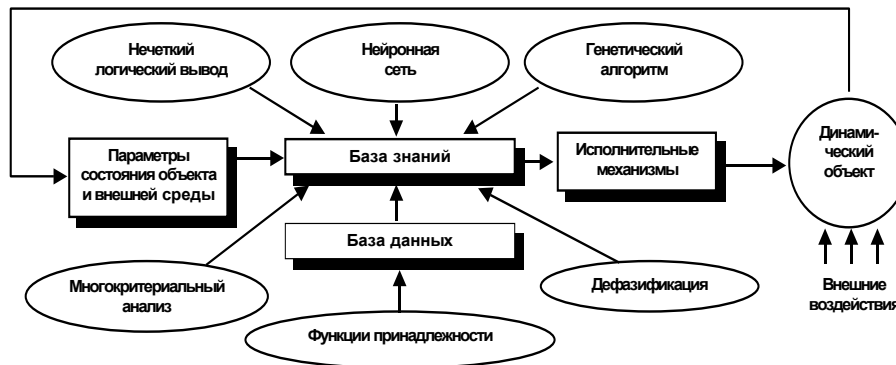 Нечеткий
логический вывод
Нейронная
сеть
Генетический
алгоритм
Параметры
состояния объекта
и внешней среды
База знаний
Исполнительные
механизмы
Динами-
ческий
объект
База данных
Многокритериальный
анализ
Функции принадлежности
Дефазификация
Внешние
воздействия